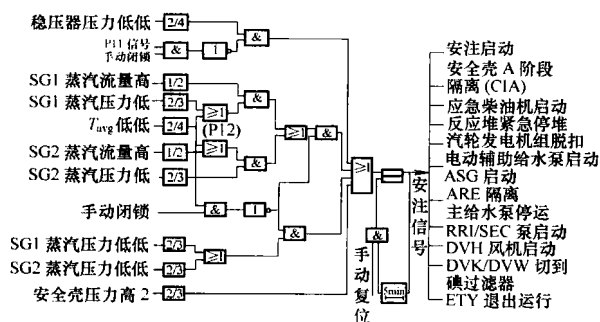 稳压器压力低低 2/4
P11 信号
手动闭锁
& 1 &
SG1 蒸汽流量高 1/2
SG1 蒸汽压力低 2/3
Tavg低低 2/4
≥1
(P12)
≥1
&
SG2 蒸汽流量高 1/2
SG2 蒸汽压力低 2/3
&
≥1
&
手动闭锁
& 1
&
SG1 蒸汽压力低低 2/3
SG2 蒸汽压力低低 2/3
≥1
安全壳压力高 2 2/3
≥1
&
手动复位
5min
安注信号
安注启动
安全壳 A 阶段
隔离 (CIA)
应急柴油机启动
反应堆紧急停堆
汽轮发电机组脱扣
电动辅助给水泵启动
ASG 启动
ARE 隔离
主给水泵停运
RRI/SEC 泵启动
DVH 风机启动
DVK/DVW 切到
碘过滤器
ETY 退出运行